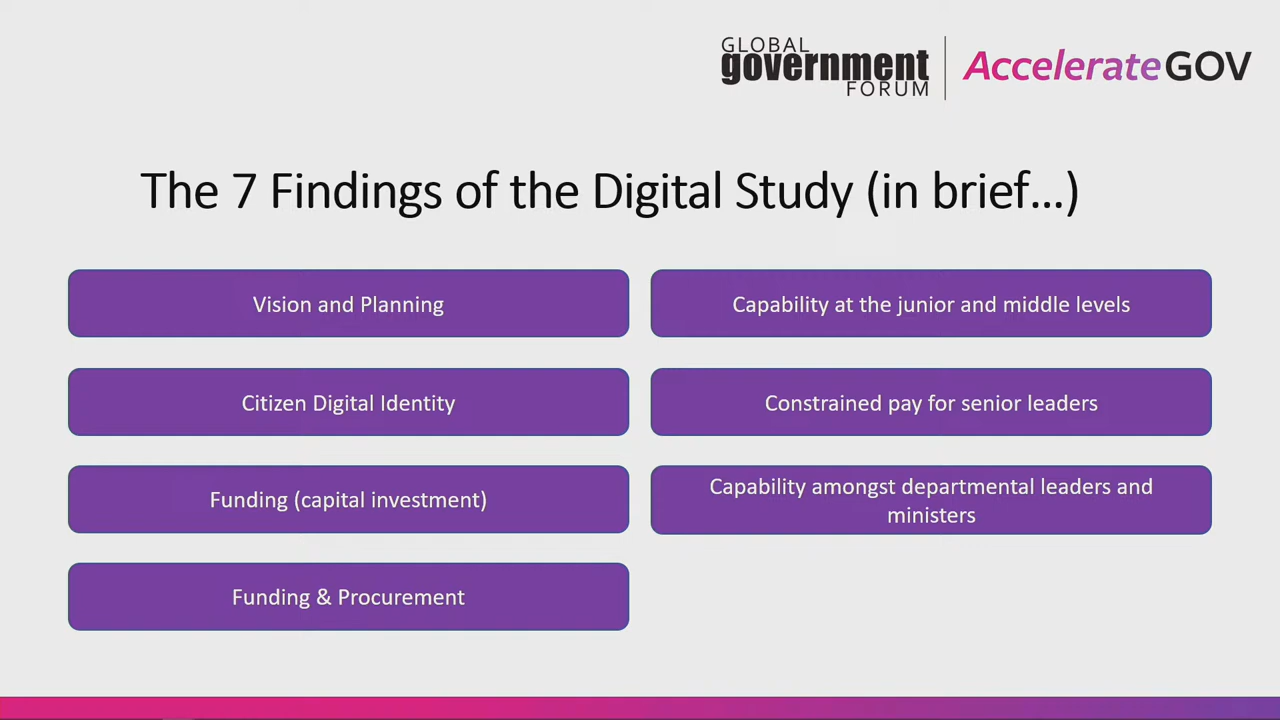 GLOBAL
government
FORUM
AccelerateGOV
The 7 Findings of the Digital Study (in brief...)
Vision and Planning
Citizen Digital Identity
Funding (capital investment)
Funding & Procurement
Capability at the junior and middle levels
Constrained pay for senior leaders
Capability amongst departmental leaders and
ministers